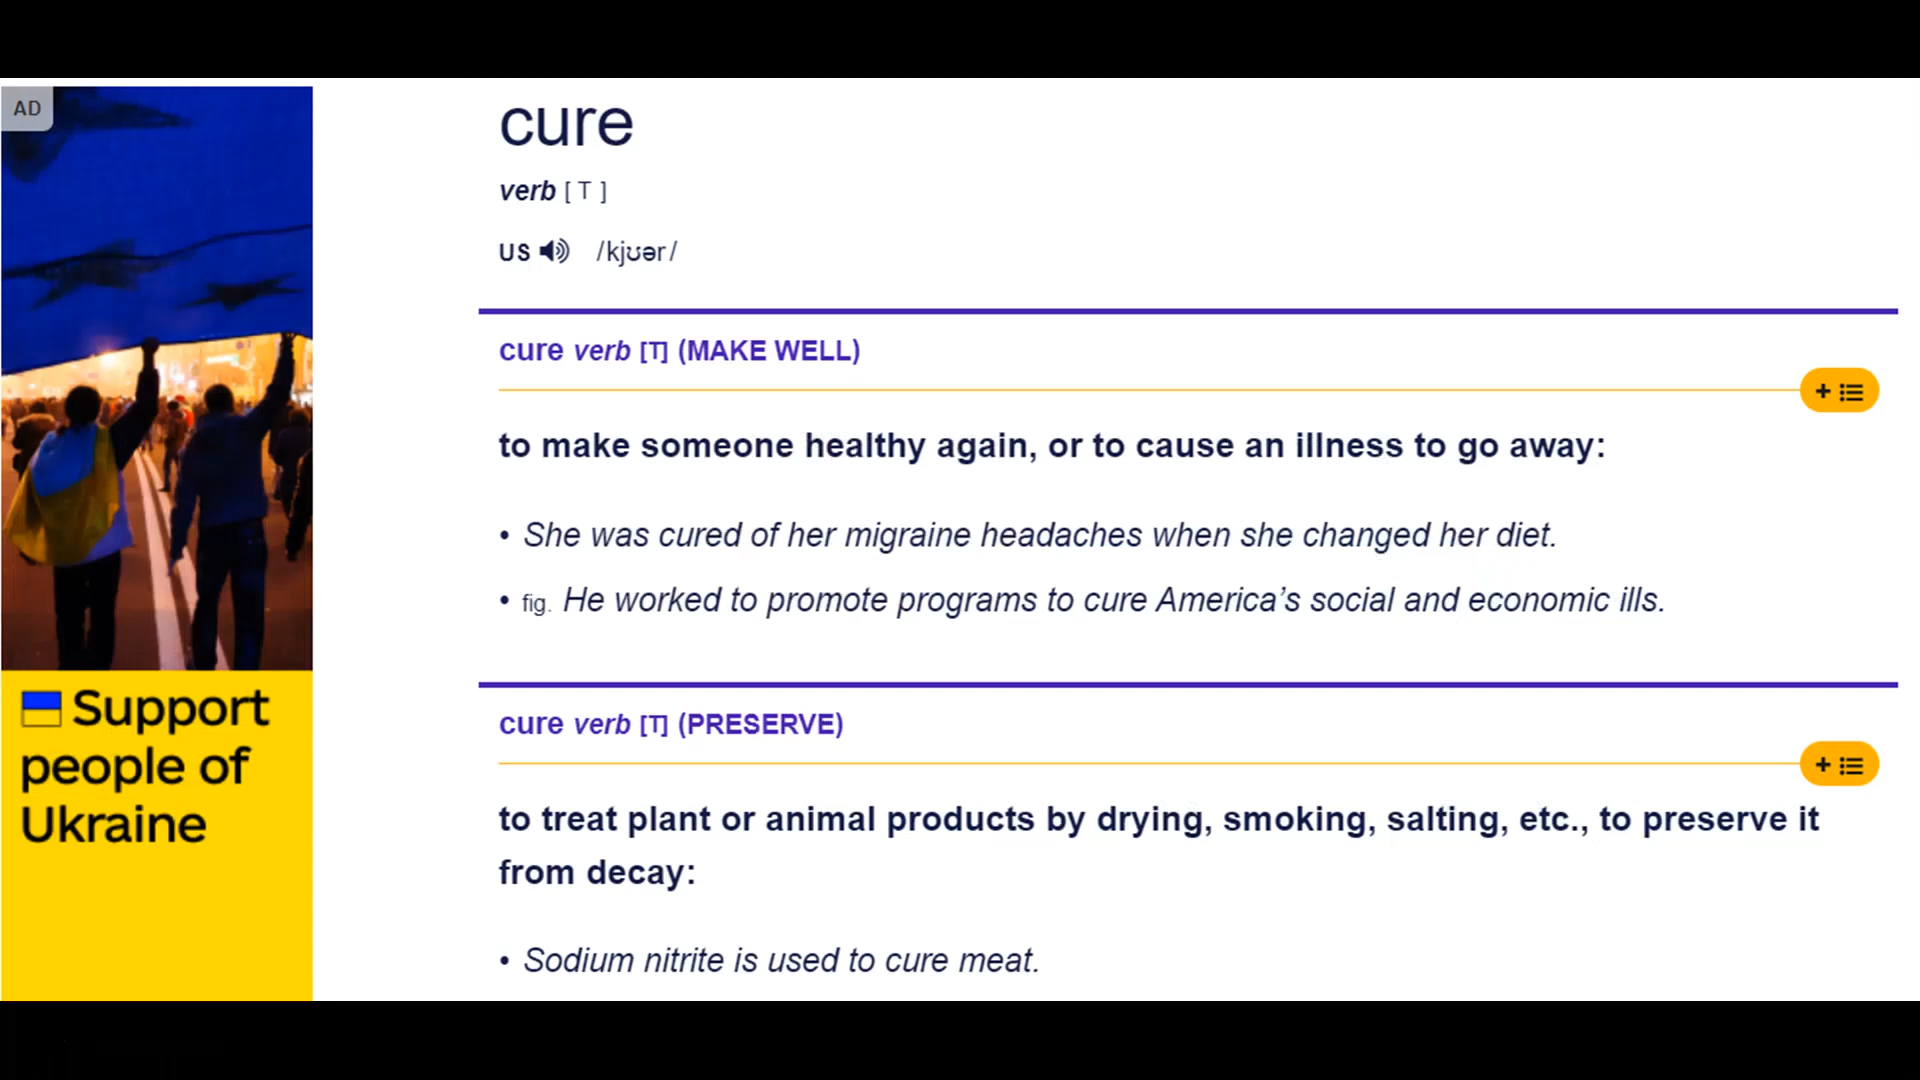 AD
Support
people of
Ukraine
cure
verb [ T ]
US /kjʊər/
cure verb [T] (MAKE WELL)
to make someone healthy again, or to cause an illness to go away:
• She was cured of her migraine headaches when she changed her diet.
• fig. He worked to promote programs to cure America’s social and economic ills.
cure verb [T] (PRESERVE)
to treat plant or animal products by drying, smoking, salting, etc., to preserve it
from decay:
• Sodium nitrite is used to cure meat.